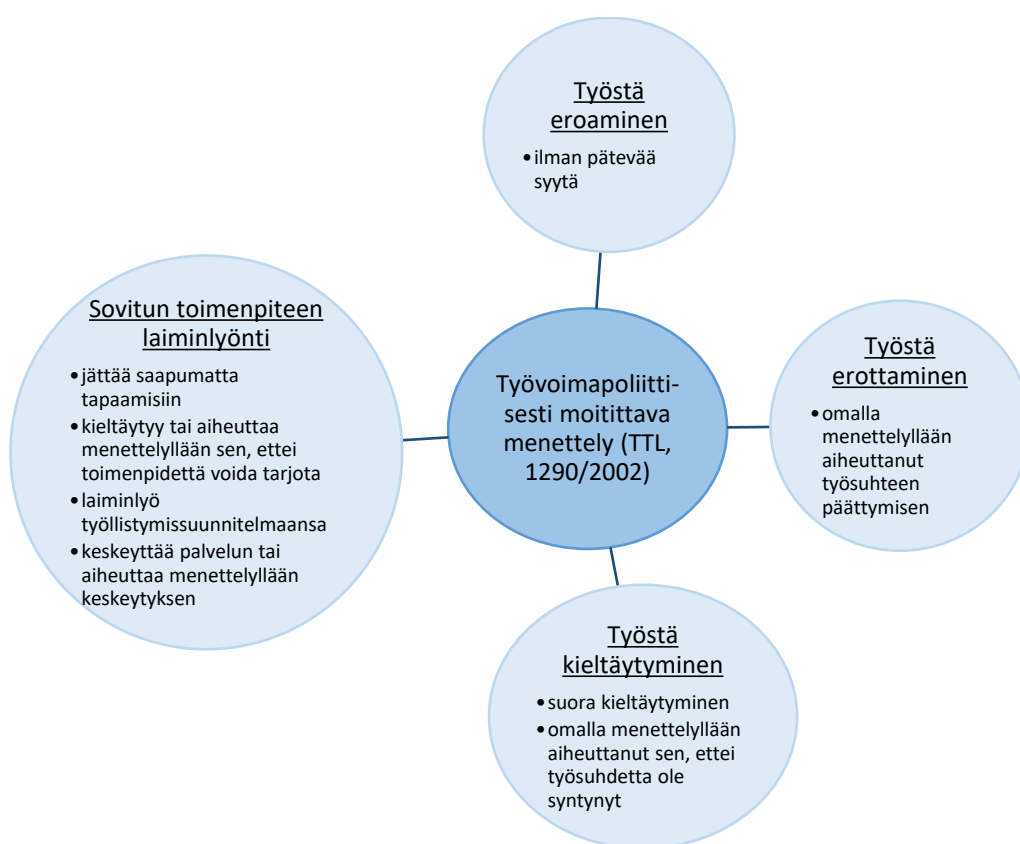 Työstä
eroaminen
•ilman pätevää
syytä
Sovitun toimenpiteen
laiminlyönti
•jättää saapumatta
tapaamisiin
•kieltäytyy tai aiheuttaa
menettelyllään sen, ettei
toimenpidettä voida tarjota
•laiminlyö
työllistymissuunnitelmaansa
•keskeyttää palvelun tai
aiheuttaa menettelyllään
keskeytyksen
Työvoimapoliitti-
sesti moitittava
menettely (TTL,
1290/2002)
Työstä
erottaminen
•omalla
menettelyllään
aiheuttanut
työsuhteen
päättymisen
Työstä
kieltäytyminen
•suora kieltäytyminen
•omalla menettelyllään
aiheuttanut sen, ettei
työsuhdetta ole
syntynyt